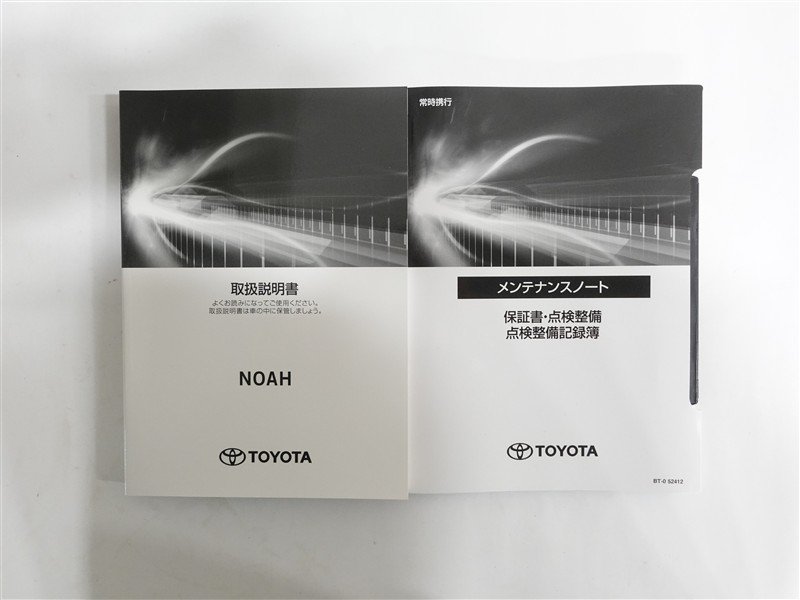 取扱説明書
よくお読みになってご使用ください。
取扱説明書は車の中に保管しましょう。
NOAH
TOYOTA
常時携行
メンテナンスノート
保証書・点検整備
点検整備記録簿
TOYOTA
BT-0 52412